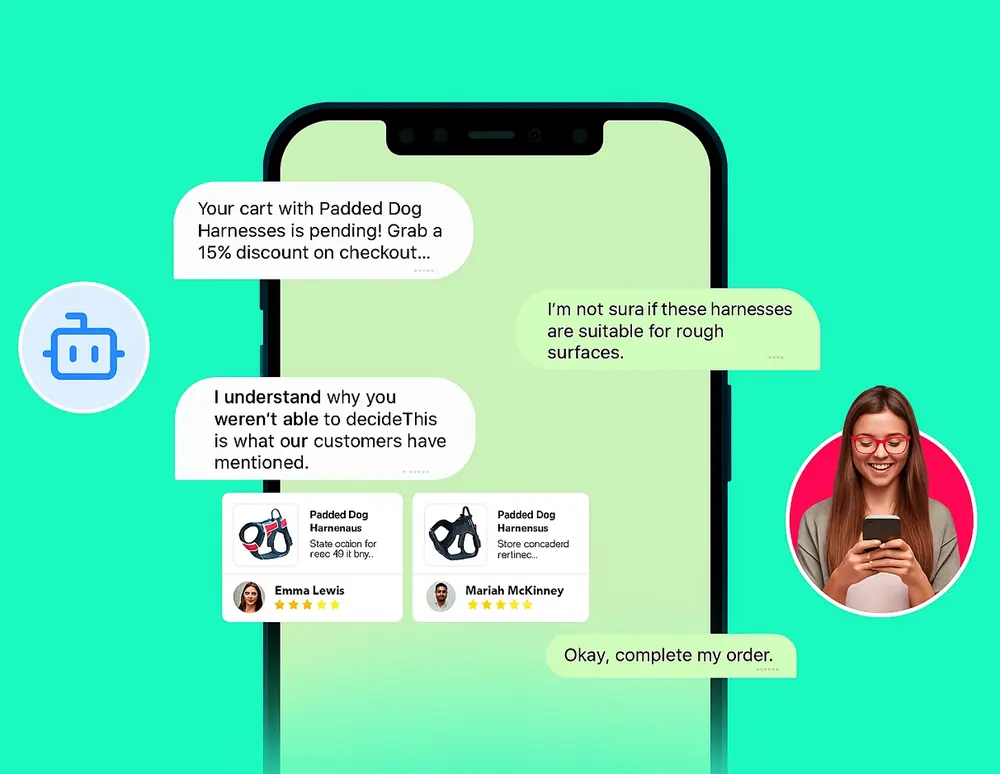 Your cart with Padded Dog
Harnesses is pending! Grab a
15% discount on checkout...
I'm not sura if these harnesses
are suitable for rough
surfaces.
I understand why you
weren't able to decideThis
is what our customers have
mentioned.
Padded Dog
Harnenaus
State ocaion for
reec 49 it bny..
Emma Lewis
Padded Dog
Harnensus
Store concaderd
rertinec...
Mariah McKinney
Okay, complete my order.